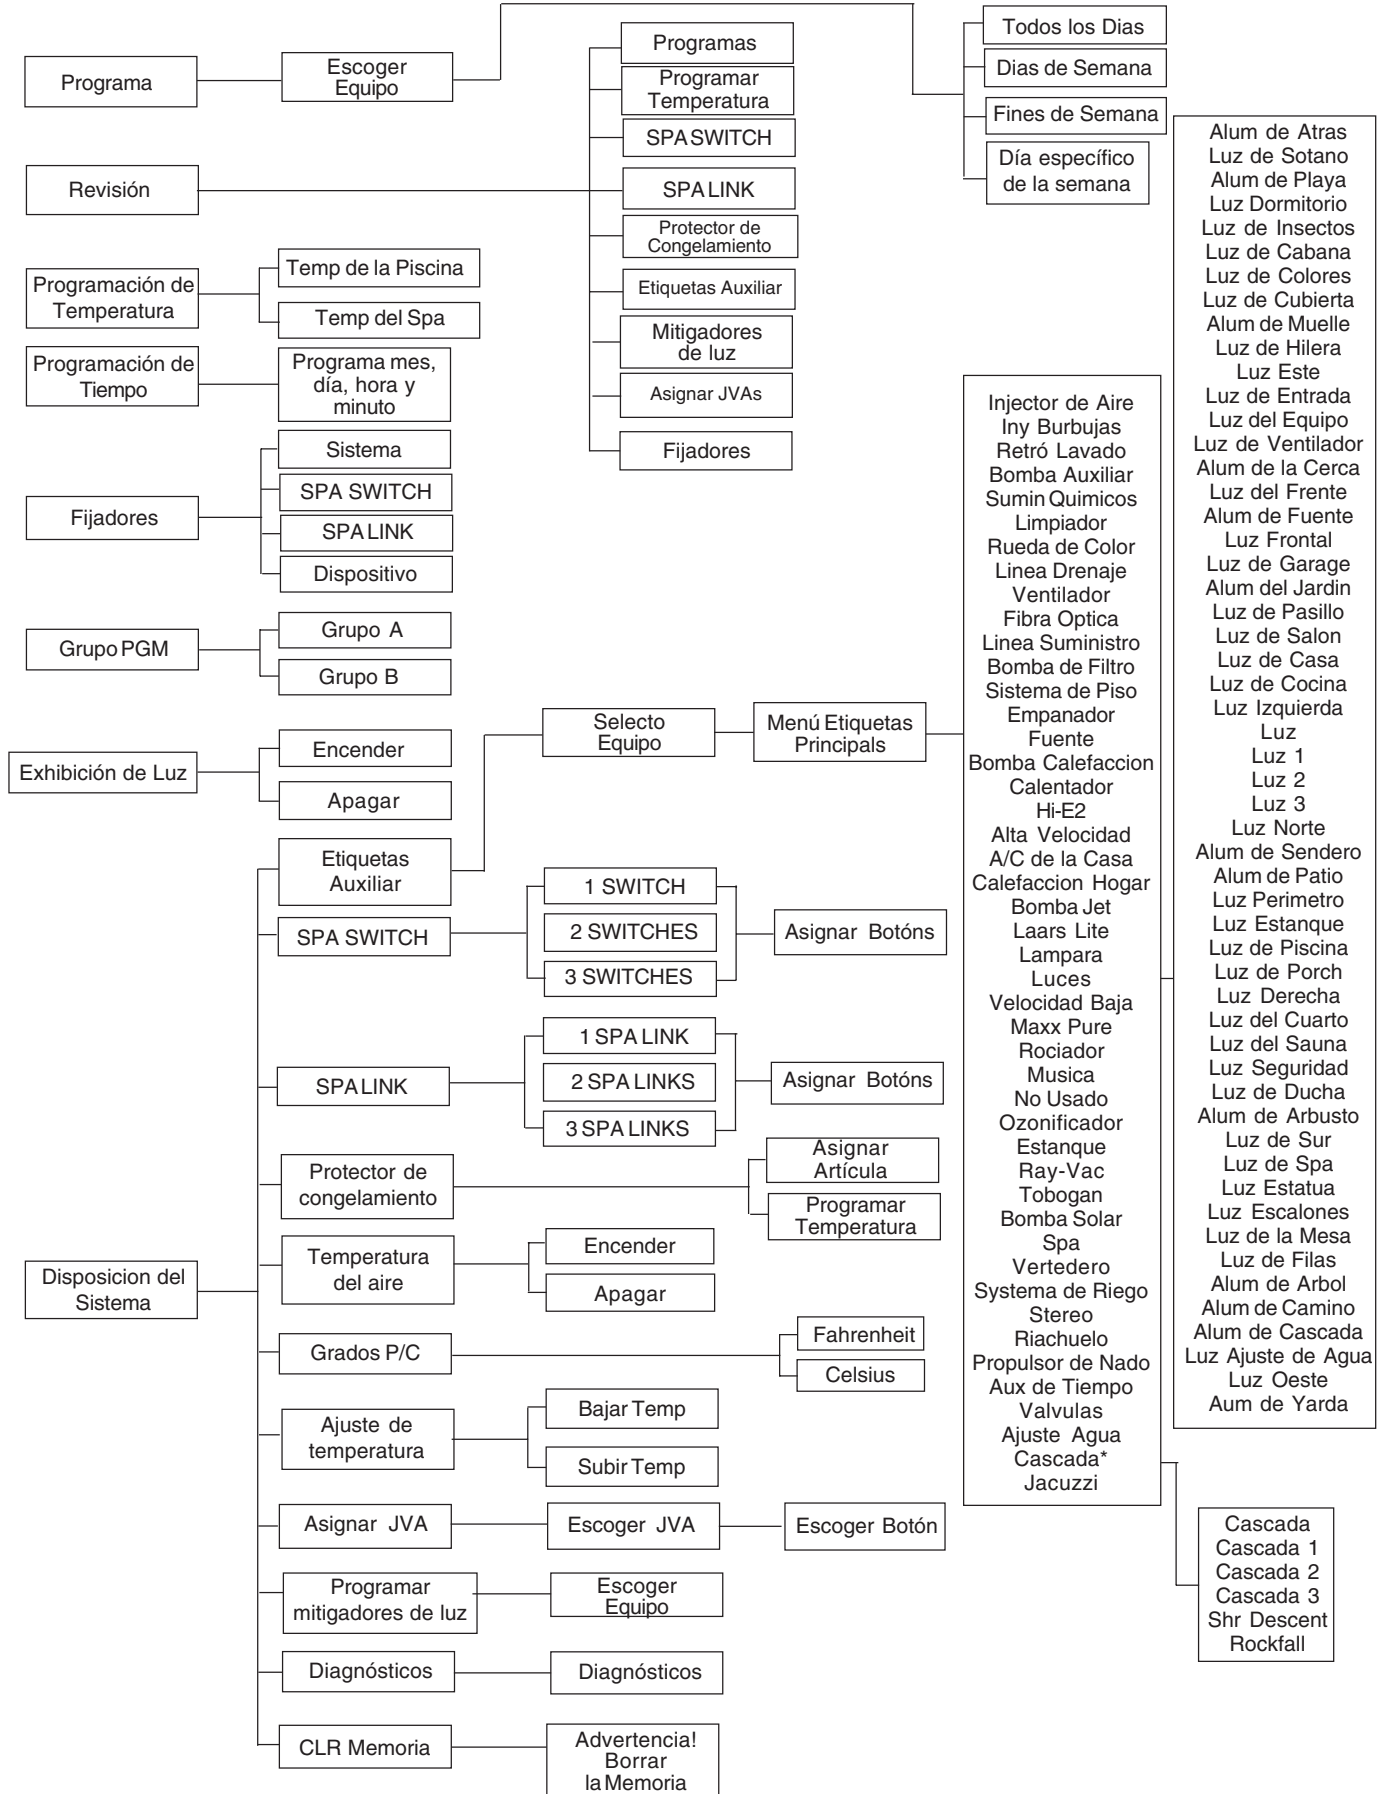 Programa
Escoger
Equipo
Todos los Dias
Dias de Semana
Fines de Semana
Día específico
de la semana
Revisión
Programas
Programar
Temperatura
SPA SWITCH
SPA LINK
Protector de
Congelamiento
Etiquetas Auxiliar
Mitigadores
de luz
Asignar JVAs
Fijadores
Programación de
Temperatura
Temp de la Piscina
Temp del Spa
Programación de
Tiempo
Programa mes,
día, hora y
minuto
Fijadores
Sistema
SPA SWITCH
SPA LINK
Dispositivo
Grupo PGM
Grupo A
Grupo B
Exhibición de Luz
Encender
Apagar
Disposicion del
Sistema
Etiquetas
Auxiliar
Selecto
Equipo
Menú Etiquetas
Principals
Injector de Aire
Iny Burbujas
Retró Lavado
Bomba Auxiliar
Sumin Quimicos
Limpiador
Rueda de Color
Linea Drenaje
Ventilador
Fibra Optica
Linea Suministro
Bomba de Filtro
Sistema de Piso
Empanador
Fuente
Bomba Calefaccion
Calentador
Hi-E2
Alta Velocidad
A/C de la Casa
Calefaccion Hogar
Bomba Jet
Laars Lite
Lampara
Luces
Velocidad Baja
Maxx Pure
Rociador
Musica
No Usado
Ozonificador
Estanque
Ray-Vac
Tobogan
Bomba Solar
Spa
Vertedero
Systema de Riego
Stereo
Riachuelo
Propulsor de Nado
Aux de Tiempo
Valvulas
Ajuste Agua
Cascada*
Jacuzzi
Alum de Atras
Luz de Sotano
Alum de Playa
Luz Dormitorio
Luz de Insectos
Luz de Cabana
Luz de Colores
Luz de Cubierta
Alum de Muelle
Luz de Hilera
Luz Este
Luz de Entrada
Luz del Equipo
Luz de Ventilador
Alum de la Cerca
Luz del Frente
Alum de Fuente
Luz Frontal
Luz de Garage
Alum del Jardin
Luz de Pasillo
Luz de Salon
Luz de Casa
Luz de Cocina
Luz Izquierda
Luz
Luz 1
Luz 2
Luz 3
Luz Norte
Alum de Sendero
Alum de Patio
Luz Perimetro
Luz Estanque
Luz de Piscina
Luz de Porch
Luz Derecha
Luz del Cuarto
Luz del Sauna
Luz Seguridad
Luz de Ducha
Alum de Arbusto
Luz de Sur
Luz de Spa
Luz Estatua
Luz Escalones
Luz de la Mesa
Luz de Filas
Alum de Arbol
Alum de Camino
Alum de Cascada
Luz Ajuste de Agua
Luz Oeste
Aum de Yarda
Cascada
Cascada 1
Cascada 2
Cascada 3
Shr Descent
Rockfall
SPA SWITCH
1 SWITCH
2 SWITCHES
3 SWITCHES
Asignar Botóns
SPA LINK
1 SPA LINK
2 SPA LINKS
3 SPA LINKS
Asignar Botóns
Protector de
congelamiento
Asignar
Artícula
Programar
Temperatura
Temperatura
del aire
Encender
Apagar
Grados P/C
Fahrenheit
Celsius
Ajuste de
temperatura
Bajar Temp
Subir Temp
Asignar JVA
Escoger JVA
Escoger Botón
Programar
mitigadores de luz
Escoger
Equipo
Diagnósticos
Diagnósticos
CLR Memoria
Advertencia!
Borrar
la Memoria